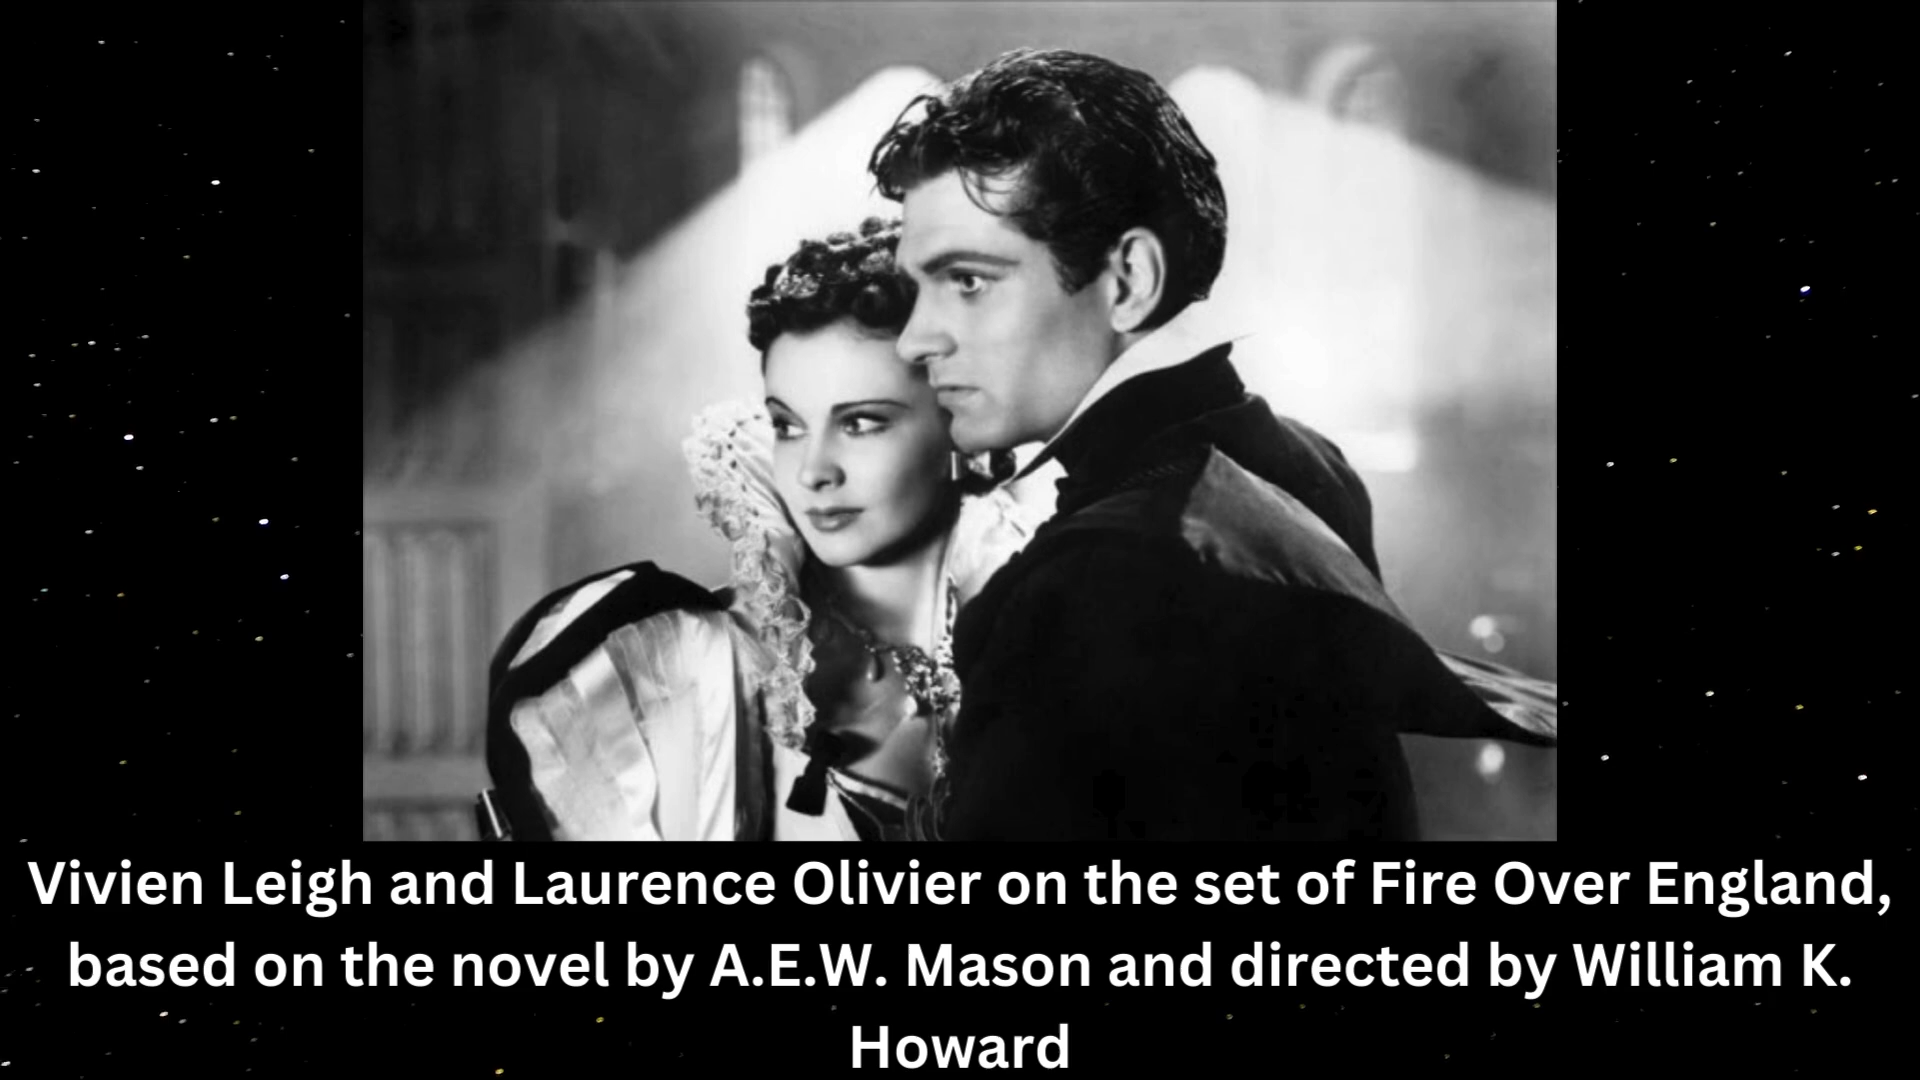 Vivien Leigh and Laurence Olivier on the set of Fire Over England,
based on the novel by A.E.W. Mason and directed by William K.
Howard